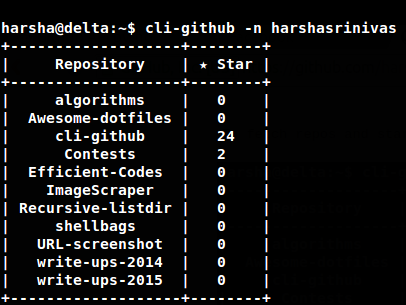 harsha@delta:~$ cli-github -n harshasrinivas
+------------------+--------+
|     Repository    | ★ Star |
+------------------+--------+
|     algorithms    |   0    |
|  Awesome-dotfiles |   0    |
|     cli-github    |   24   |
|      Contests     |   2    |
|  Efficient-Codes  |   0    |
|    ImageScraper   |   0    |
| Recursive-listdir |   0    |
|     shellbags     |   0    |
|   URL-screenshot  |   0    |
|   write-ups-2014  |   0    |
|   write-ups-2015  |   0    |
+------------------+--------+